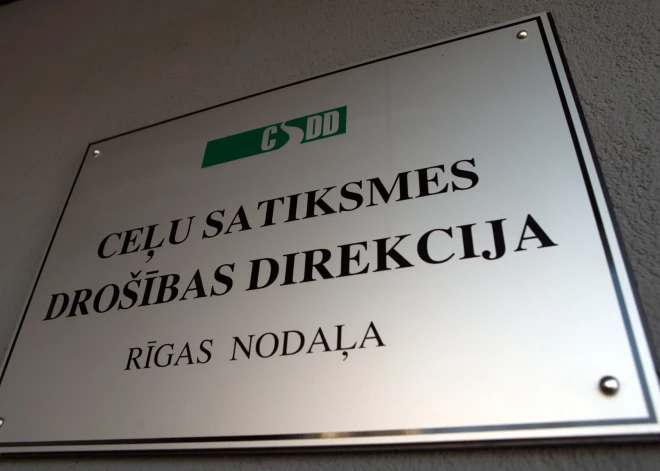 CSDD
CEĻU SATIKSMES
DROŠĪBAS DIREKCIJA
RĪGAS NODAĻA